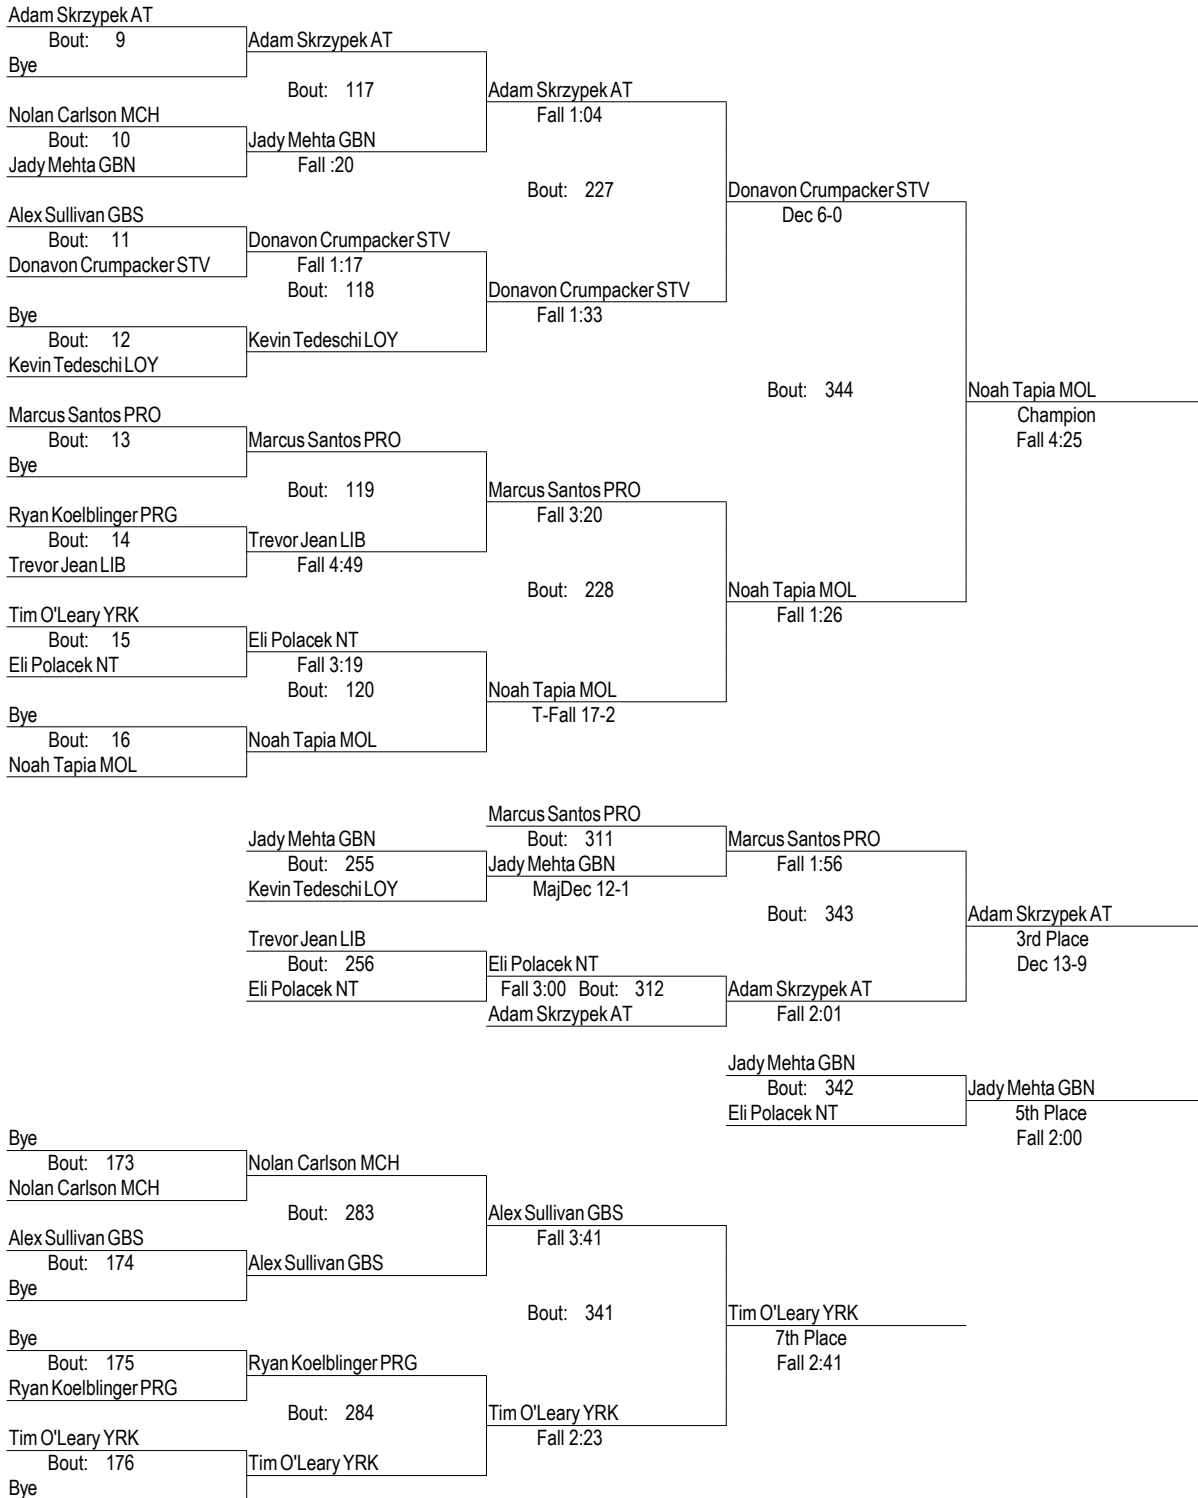 Adam Skrzypek AT
Bout: 9
Adam Skrzypek AT
Bye
Bout: 117
Adam Skrzypek AT
Fall 1:04
Nolan Carlson MCH
Bout: 10
Jady Mehta GBN
Jady Mehta GBN
Fall :20
Bout: 227
Donavon Crumpacker STV
Dec 6-0
Alex Sullivan GBS
Bout: 11
Donavon Crumpacker STV
Donavon Crumpacker STV
Fall 1:17
Bout: 118
Donavon Crumpacker STV
Fall 1:33
Bye
Bout: 12
Kevin Tedeschi LOY
Kevin Tedeschi LOY
Bout: 344
Noah Tapia MOL
Champion
Fall 4:25
Marcus Santos PRO
Bout: 13
Marcus Santos PRO
Bye
Bout: 119
Marcus Santos PRO
Fall 3:20
Ryan Koelblinger PRG
Bout: 14
Trevor Jean LIB
Trevor Jean LIB
Fall 4:49
Bout: 228
Noah Tapia MOL
Fall 1:26
Tim O'Leary YRK
Bout: 15
Eli Polacek NT
Eli Polacek NT
Fall 3:19
Bout: 120
Noah Tapia MOL
T-Fall 17-2
Bye
Bout: 16
Noah Tapia MOL
Noah Tapia MOL
Marcus Santos PRO
Jady Mehta GBN
Bout: 311
Marcus Santos PRO
Bout: 255
Jady Mehta GBN
Fall 1:56
Kevin Tedeschi LOY
MajDec 12-1
Bout: 343
Adam Skrzypek AT
3rd Place
Dec 13-9
Trevor Jean LIB
Bout: 256
Eli Polacek NT
Eli Polacek NT
Fall 3:00 Bout: 312
Adam Skrzypek AT
Adam Skrzypek AT
Fall 2:01
Jady Mehta GBN
Bout: 342
Jady Mehta GBN
Eli Polacek NT
5th Place
Fall 2:00
Bye
Bout: 173
Nolan Carlson MCH
Nolan Carlson MCH
Bout: 283
Alex Sullivan GBS
Fall 3:41
Alex Sullivan GBS
Bout: 174
Alex Sullivan GBS
Bye
Bout: 341
Tim O'Leary YRK
7th Place
Fall 2:41
Bye
Bout: 175
Ryan Koelblinger PRG
Ryan Koelblinger PRG
Bout: 284
Tim O'Leary YRK
Fall 2:23
Tim O'Leary YRK
Bout: 176
Tim O'Leary YRK
Bye